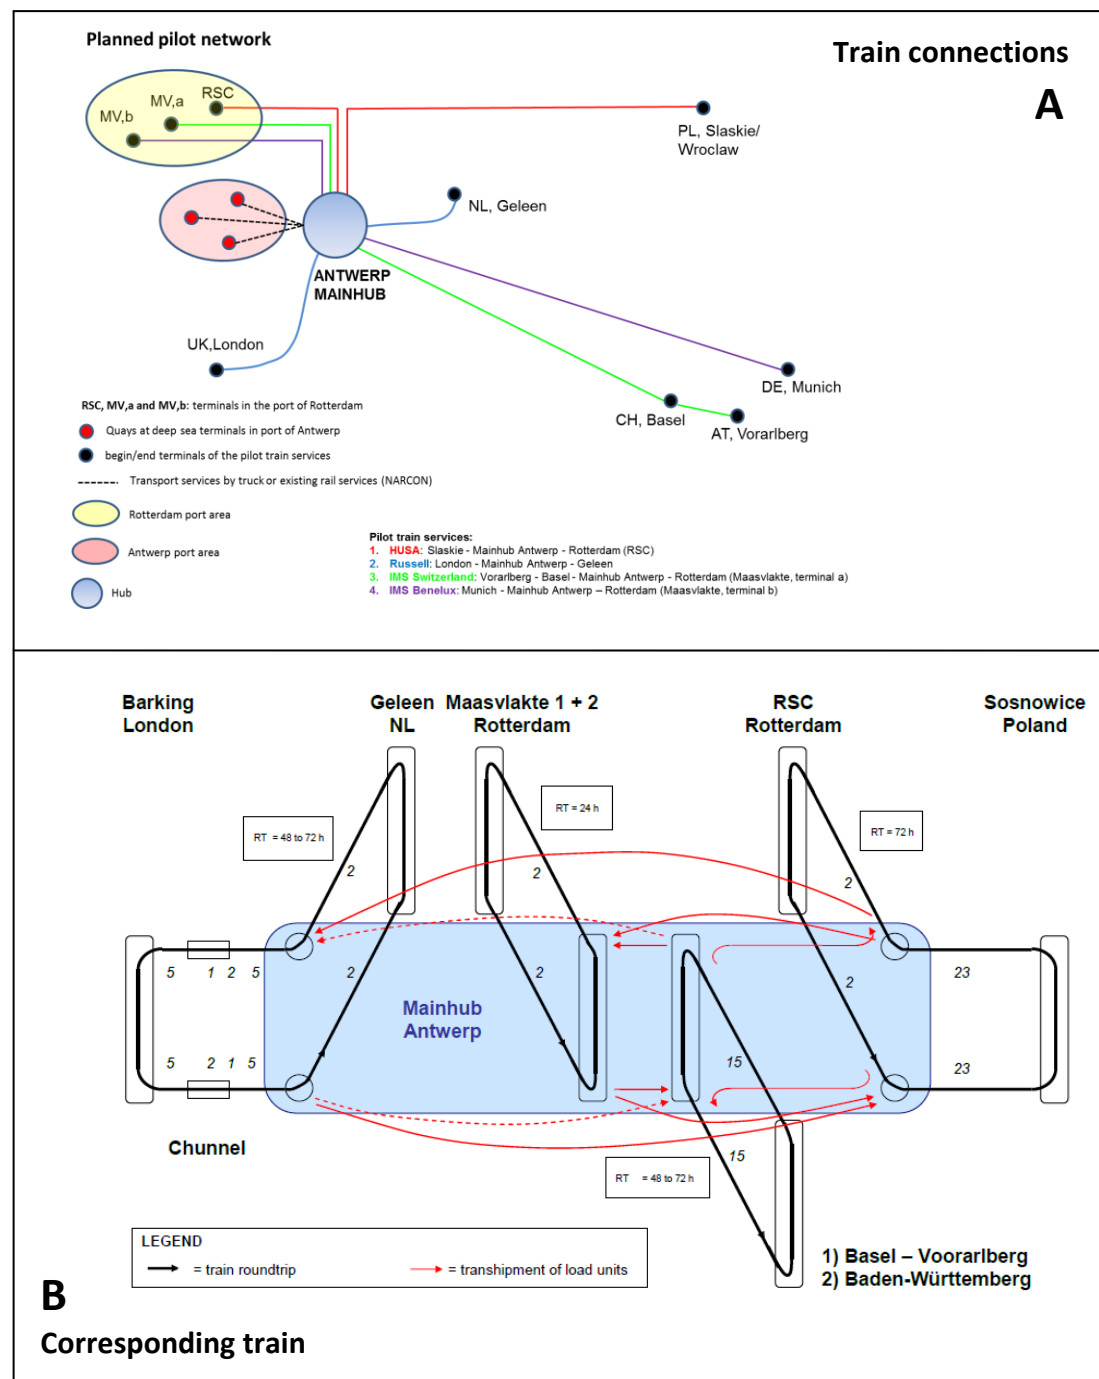 Planned pilot network
Train connections
A
RSC
MV,a
MV,b
PL, Slaskie/
Wroclaw
NL, Geleen
ANTWERP
MAINHUB
UK,London
DE, Munich
CH, Basel
AT, Vorarlberg
RSC, MV,a and MV,b: terminals in the port of Rotterdam
Quays at deep sea terminals in port of Antwerp
begin/end terminals of the pilot train services
Transport services by truck or existing rail services (NARCON)
Rotterdam port area
Antwerp port area
Hub
Pilot train services:
1. HUSA: Slaskie - Mainhub Antwerp - Rotterdam (RSC)
2. Russell: London - Mainhub Antwerp - Geleen
3. IMS Switzerland: Vorarlberg - Basel - Mainhub Antwerp - Rotterdam (Maasvlakte, terminal a)
4. IMS Benelux: Munich - Mainhub Antwerp – Rotterdam (Maasvlakte, terminal b)
Barking
London
Geleen
NL
Maasvlakte 1 + 2
Rotterdam
RSC
Rotterdam
Sosnowice
Poland
RT = 48 to 72 h
RT = 24 h
RT = 72 h
2
2
2
5 1 2 5
2
2
2
23
Mainhub
Antwerp
5 2 1 5
15
23
Chunnel
15
RT = 48 to 72 h
LEGEND
= train roundtrip
= transhipment of load units
1) Basel – Voorarlberg
2) Baden-Württemberg
B
Corresponding train